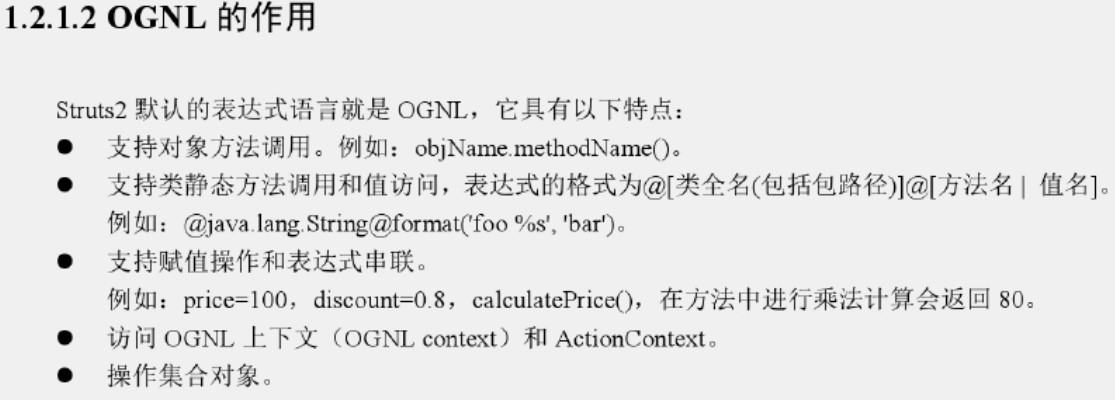 1.2.1.2 OGNL 的作用
Struts2 默认的表达式语言就是 OGNL，它具有以下特点：
● 支持对象方法调用。例如：objName.methodName()。
● 支持类静态方法调用和值访问，表达式的格式为@[类全名(包括包路径)]@[方法名 | 值名]。
例如：@java.lang.String@format('foo %s', 'bar')。
● 支持赋值操作和表达式串联。
例如：price=100，discount=0.8，calculatePrice()，在方法中进行乘法计算会返回 80。
● 访问 OGNL 上下文（OGNL context）和 ActionContext。
● 操作集合对象。